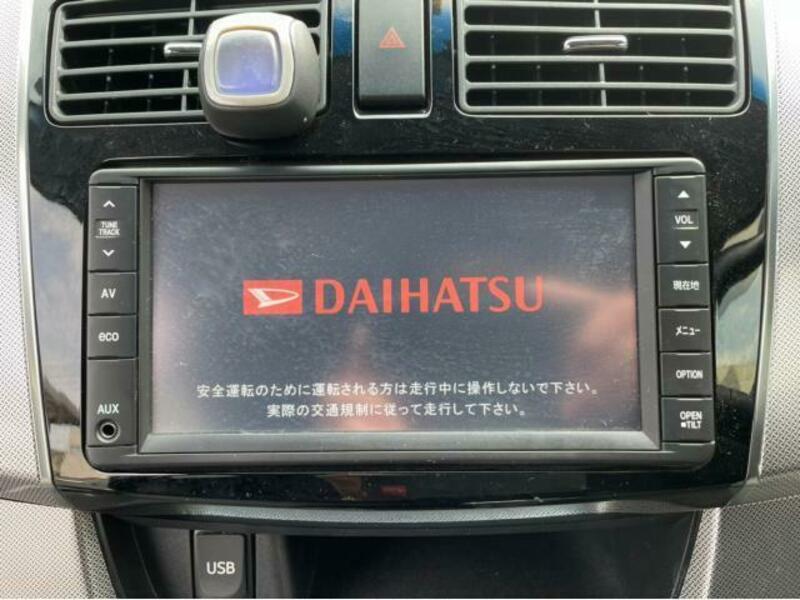 TUNE
TRACK
AV
eco
AUX
DAIHATSU
安全運転のために運転される方は走行中に操作しないで下さい。
実際の交通規制に従って走行して下さい。
VOL
現在地
メニュー
OPTION
OPEN
■TILT
USB